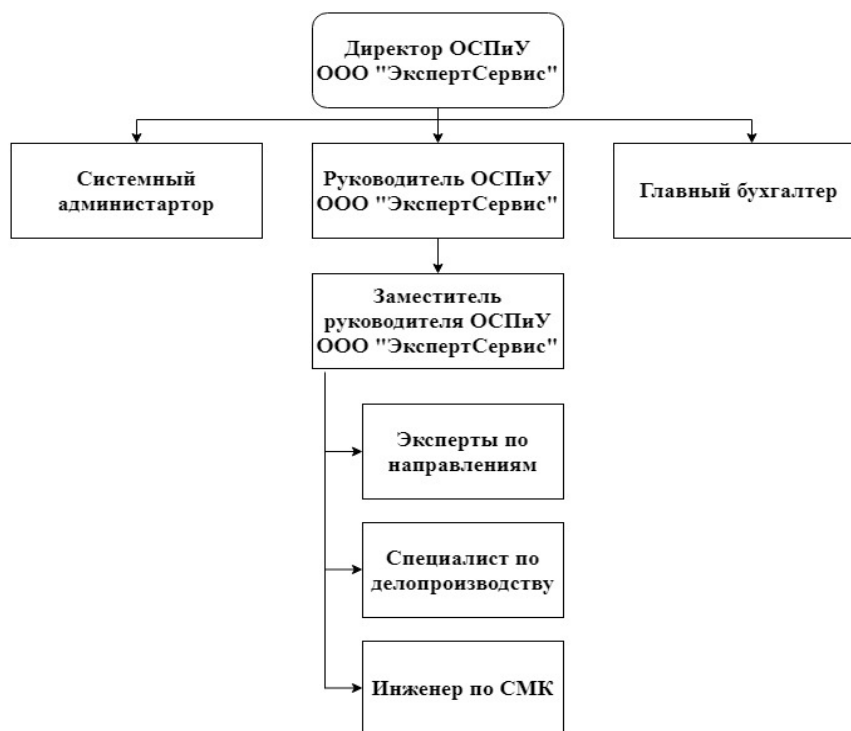 Директор ОСПиУ
ООО "ЭкспертСервис"
Системный
администартор
Руководитель ОСПиУ
ООО "ЭкспертСервис"
Главный бухгалтер
Заместитель
руководителя ОСПиУ
ООО "ЭкспертСервис"
Эксперты по
направлениям
Специалист по
делопроизводству
Инженер по СМК